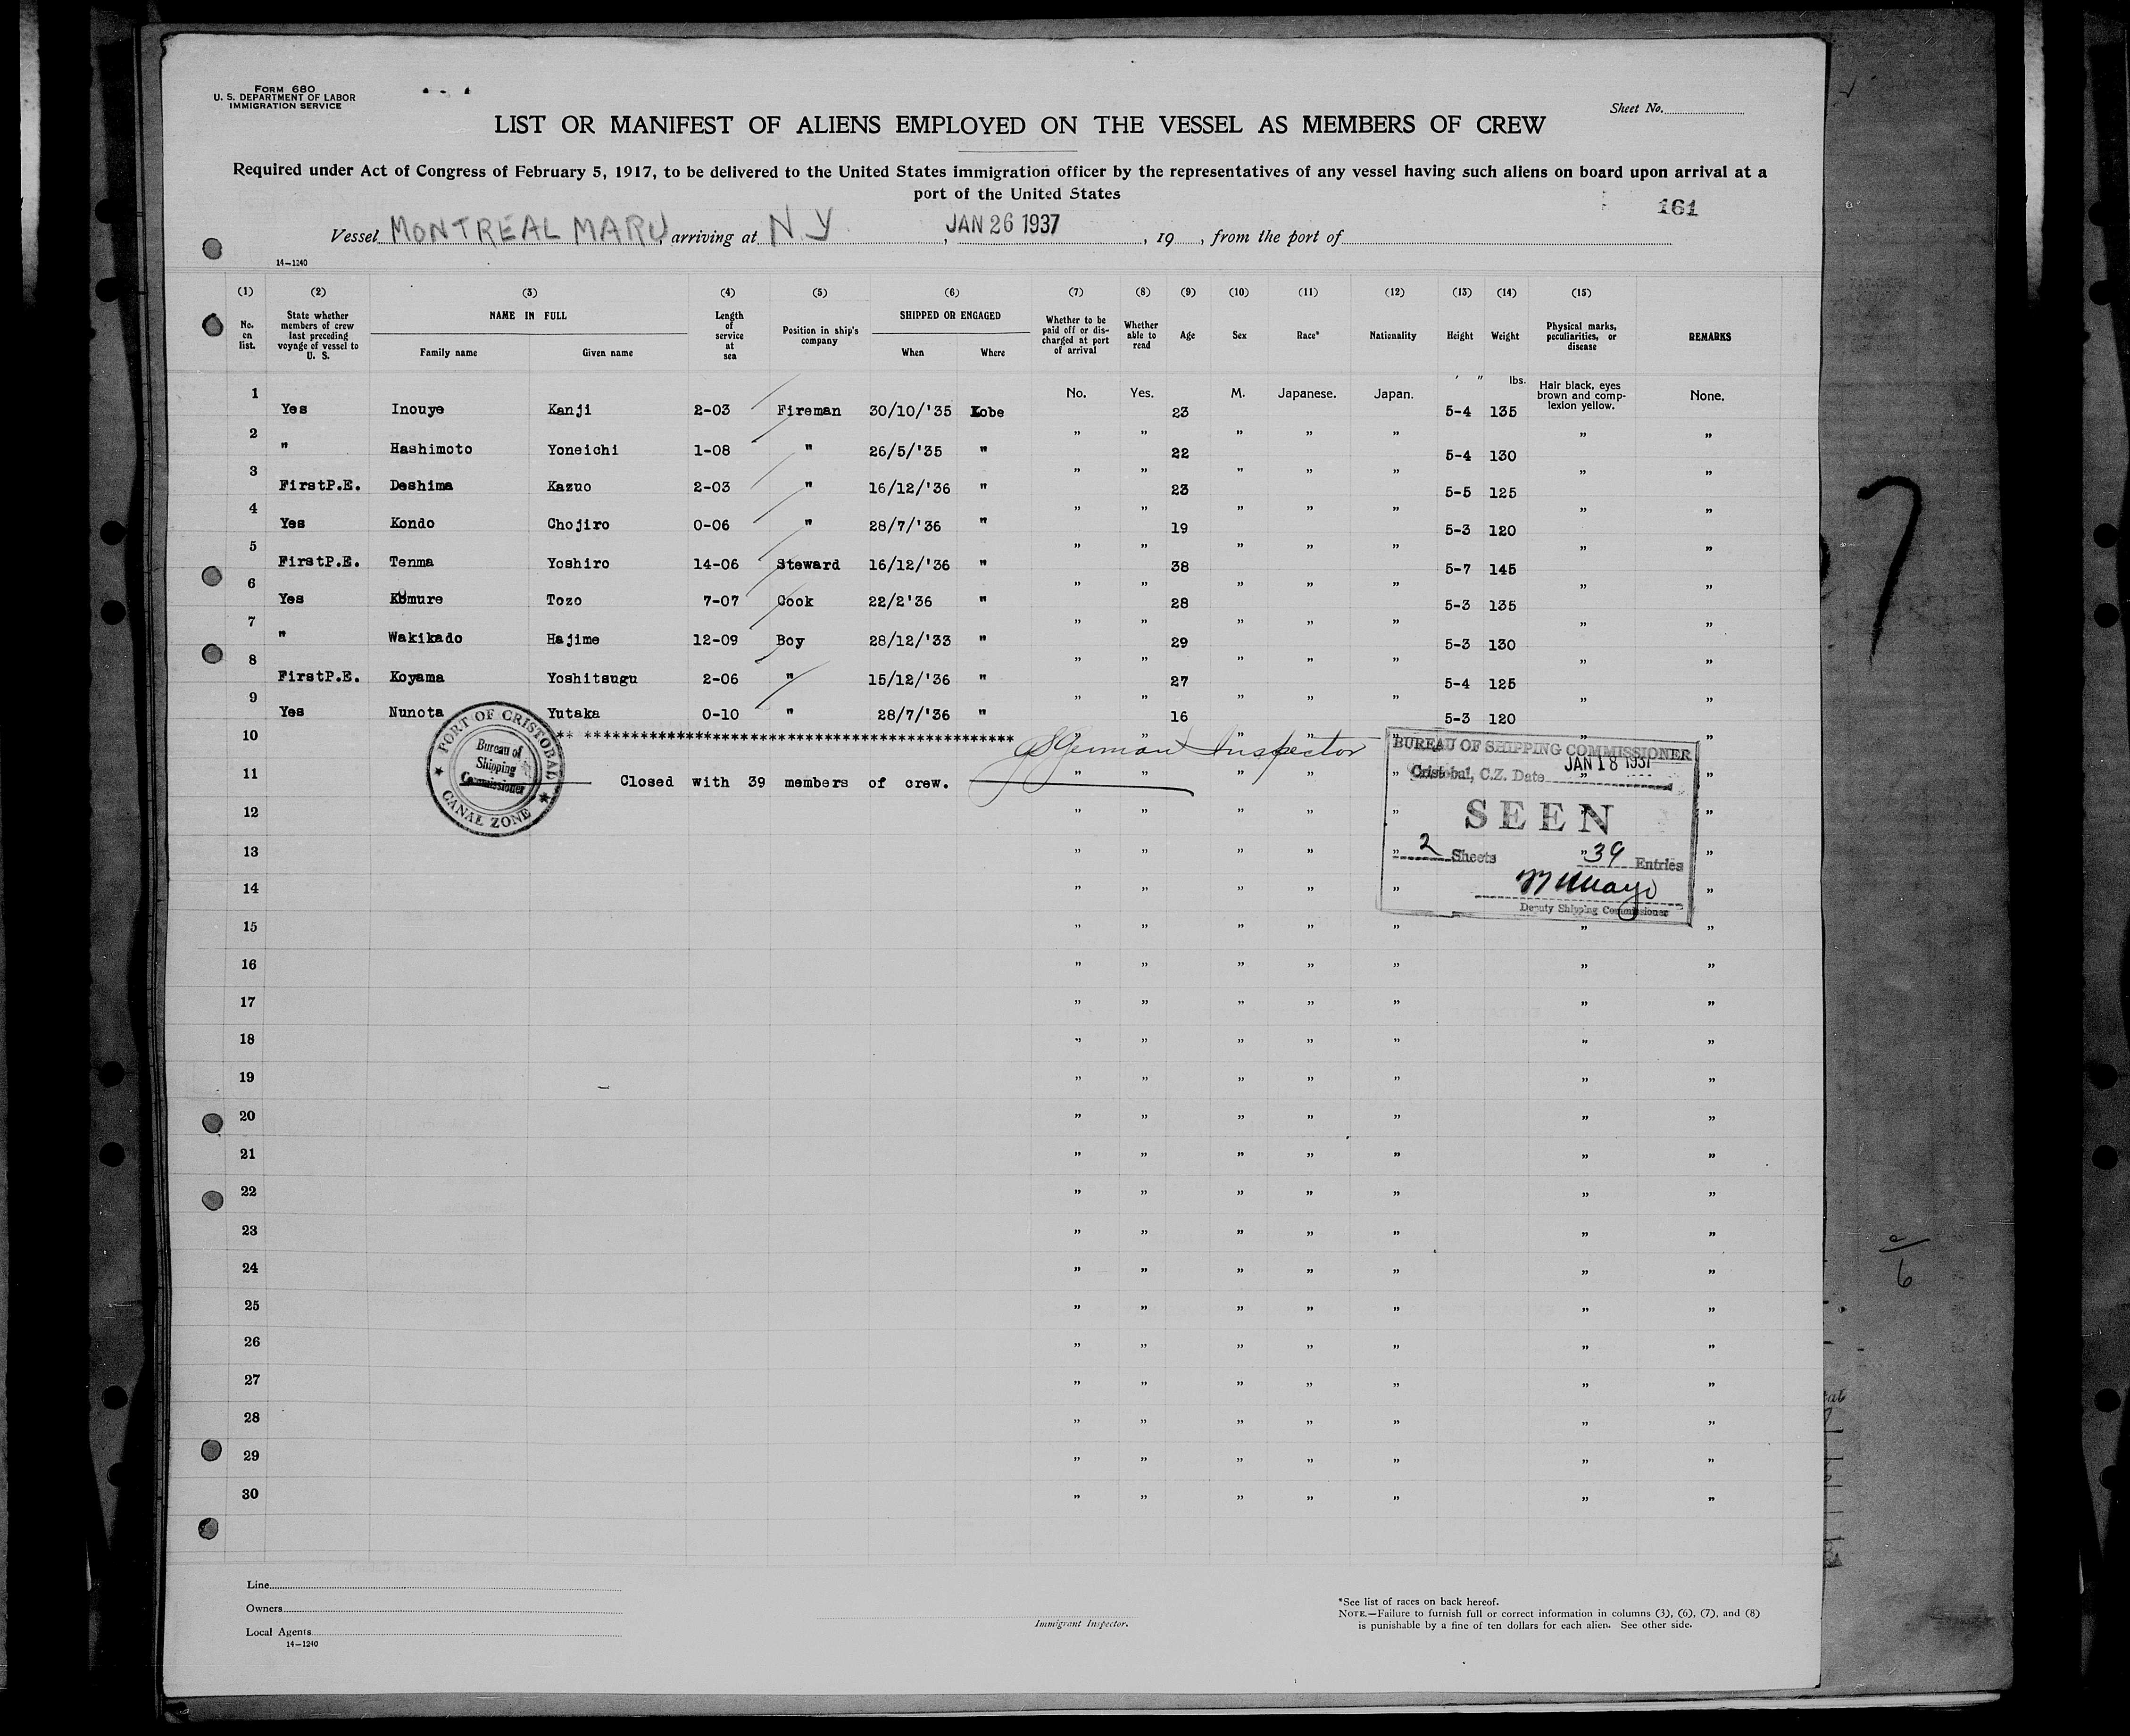 FORM 680
U. S. DEPARTMENT OF LABOR
IMMIGRATION SERVICE
Sheet No.
LIST OR MANIFEST OF ALIENS EMPLOYED ON THE VESSEL AS MEMBERS OF CREW
Required under Act of Congress of February 5, 1917, to be delivered to the United States immigration officer by the representatives of any vessel having such aliens on board upon arrival at a
port of the United States
161
Vessel MONTREAL MARU, arriving at N.Y., JAN 26 1937, 19, from the port of
14—1240
(1) (2) (3) (4) (5) (6) (7) (8) (9) (10) (11) (12) (13) (14) (15)
No. on list. State whether members of crew last preceding voyage of vessel to U. S. NAME IN FULL Family name Given name Length of service at sea Position in ship's company SHIPPED OR ENGAGED When Where Whether to be paid off or discharged at port of arrival Whether able to read Age Sex Race* Nationality Height Weight Physical marks, peculiarities, or disease REMARKS
' " lbs.
1 Yes Inouye Kanji 2-03 Fireman 30/10/'35 Kobe No. Yes. 23 M. Japanese. Japan. 5-4 135 Hair black, eyes brown and complexion yellow. None.
2 " Hashimoto Yoneichi 1-08 " 26/5/'35 " " " 22 " " " 5-4 130 " "
3 FirstP.E. Deshima Kazuo 2-03 " 16/12/'36 " " " 23 " " " 5-5 125 " "
4 Yes Kondo Chojiro 0-06 " 28/7/'36 " " " 19 " " " 5-3 120 " "
5 FirstP.E. Tenma Yoshiro 14-06 Steward 16/12/'36 " " " 38 " " " 5-7 145 " "
6 Yes Kumure Tozo 7-07 Cook 22/2'36 " " " 28 " " " 5-3 135 " "
7 " Wakikado Hajime 12-09 Boy 28/12/'33 " " " 29 " " " 5-3 130 " "
8 FirstP.E. Koyama Yoshitsugu 2-06 " 15/12/'36 " " " 27 " " " 5-4 125 " "
9 Yes Nunota Yutaka 0-10 " 28/7/'36 " " " 16 " " " 5-3 120 " "
10 German Inspector
11 Closed with 39 members of crew.
PORT OF CRISTOBAL
Bureau of
Shipping
Commissioner
CANAL ZONE
BUREAU OF SHIPPING COMMISSIONER
Cristobal, C.Z. Date JAN 18 1937
SEEN
2 Sheets 39 Entries
Deputy Shipping Commissioner
12 " " " " " " "
13 " " " " " " "
14 " " " " " " "
15 " " " " " " "
16 " " " " " " "
17 " " " " " " "
18 " " " " " " "
19 " " " " " " "
20 " " " " " " "
21 " " " " " " "
22 " " " " " " "
23 " " " " " " "
24 " " " " " " "
25 " " " " " " "
26 " " " " " " "
27 " " " " " " "
28 " " " " " " "
29 " " " " " " "
30 " " " " " " "
Line
Owners
Local Agents
14—1240
Immigrant Inspector.
*See list of races on back hereof.
NOTE.—Failure to furnish full or correct information in columns (3), (6), (7), and (8)
is punishable by a fine of ten dollars for each alien. See other side.